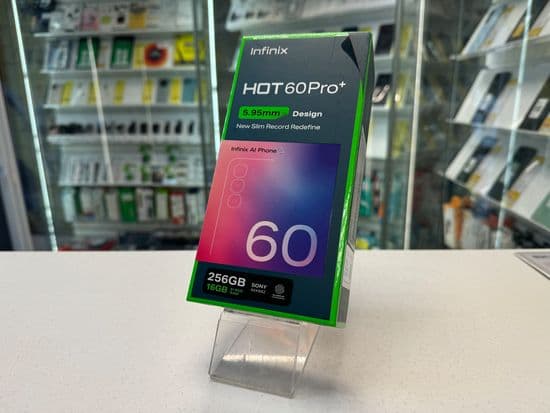 Infinix
HOT60Pro+
5.95mm Design
New Slim Record Redefine
Infinix AI Phone
60
256GB
16GB
SONY